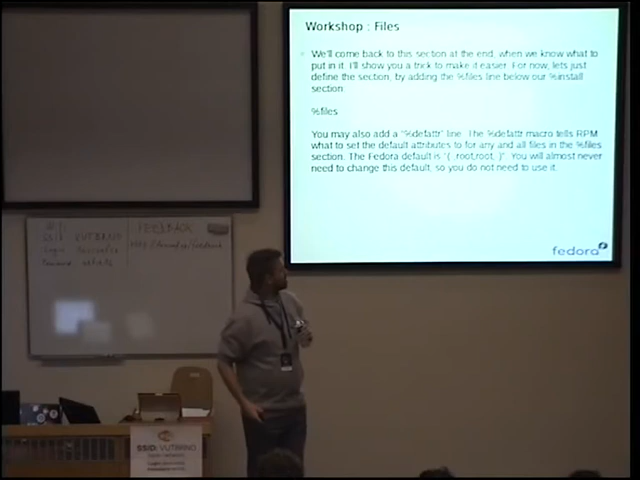 Workshop : Files
We'll come back to this section at the end, when we know what to
put in it. I'll show you a trick to make it easier. For now, lets just
define the section, by adding the %files line below our %install
section.
%files
You may also add a "%defattr" line. The %defattr macro tells RPM
what to set the default attributes to for any and all files in the %files
section. The Fedora default is "(-,root,root,-)". You will almost never
need to change this default, so you do not need to use it.
fedora
FEEDBACK
SSID VUTBRNO
SSID: VUTBRNO